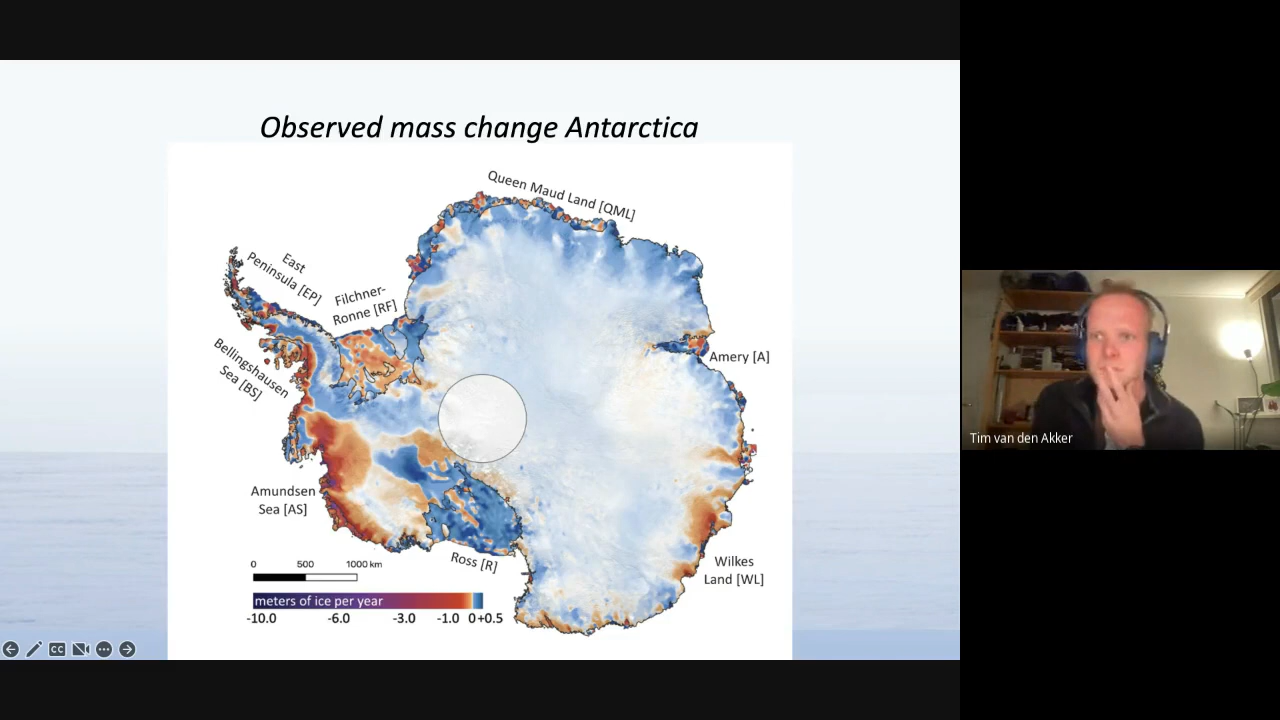 Observed mass change Antarctica
Queen Maud Land [QML]
East
Peninsula [EP]
Filchner-
Ronne [RF]
Bellingshausen
Sea [BS]
Amery [A]
Amundsen
Sea [AS]
Ross [R]
Wilkes
Land [WL]
0 500 1000 km
meters of ice per year
-10.0 -6.0 -3.0 -1.0 0 +0.5
CC
Tim van den Akker